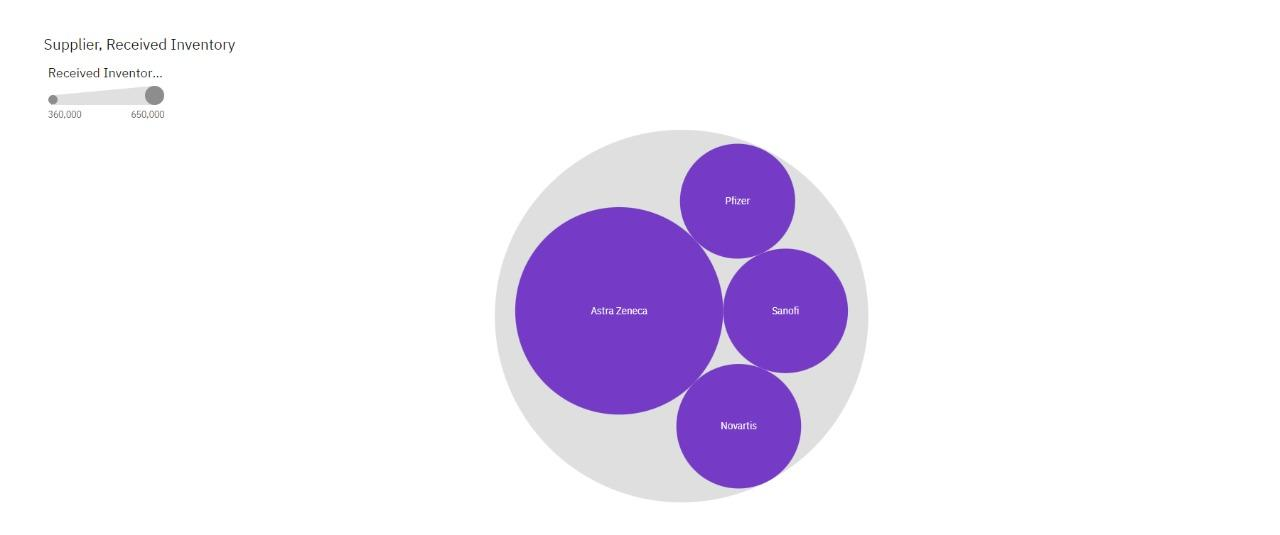 Supplier, Received Inventory
Received Inventor...
360,000 650,000
Pfizer
Astra Zeneca
Sanofi
Novartis